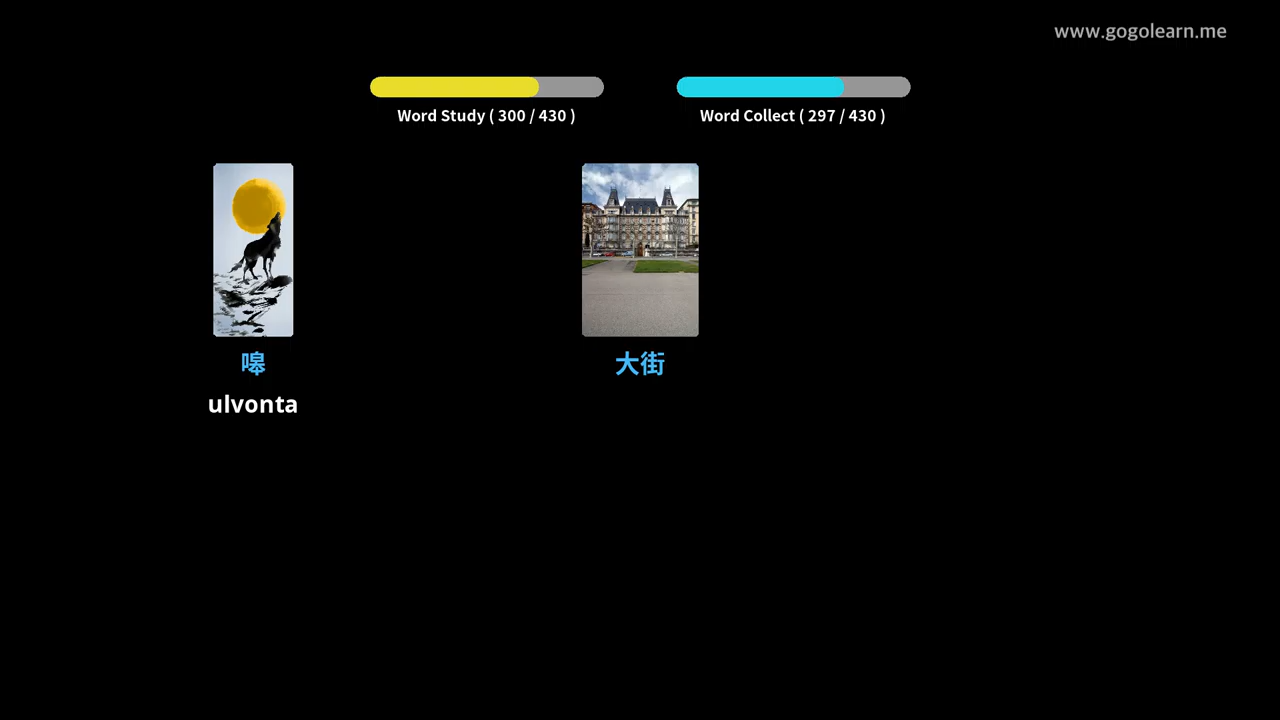 www.gogolearn.me
Word Study ( 300 / 430 )
Word Collect ( 297 / 430 )
嗥
大街
ulvonta